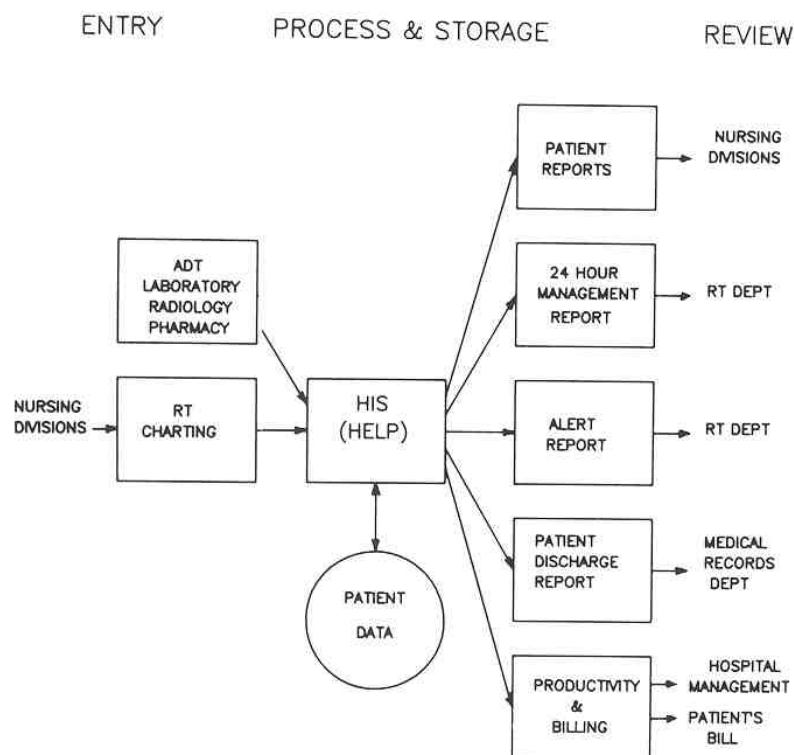 ENTRY
PROCESS & STORAGE
REVIEW
PATIENT
REPORTS
NURSING
DIVISIONS
ADT
LABORATORY
RADIOLOGY
PHARMACY
24 HOUR
MANAGEMENT
REPORT
RT DEPT
NURSING
DIVISIONS
RT
CHARTING
HIS
(HELP)
ALERT
REPORT
RT DEPT
PATIENT
DISCHARGE
REPORT
MEDICAL
RECORDS
DEPT
PATIENT
DATA
PRODUCTIVITY
&
BILLING
HOSPITAL
MANAGEMENT
PATIENT'S
BILL